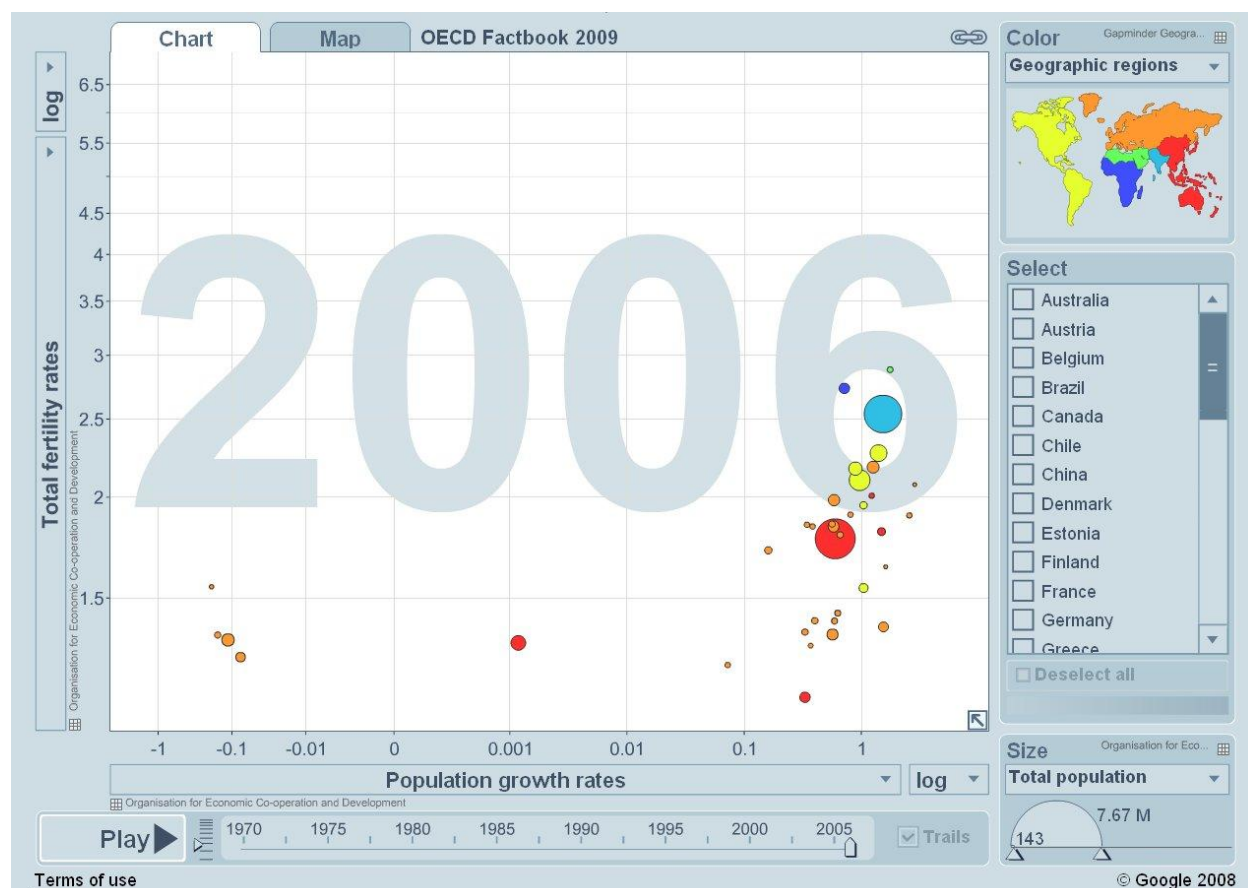 Chart
Map
OECD Factbook 2009
log
6.5
5.5
4.5
4
3.5
3
2.5
2
1.5
Total fertility rates
Organisation for Economic Co-operation and Development
2006
-1
-0.1
-0.01
0
0.001
0.01
0.1
1
Population growth rates
log
Organisation for Economic Co-operation and Development
Play
1970
1975
1980
1985
1990
1995
2000
2005
Trails
Color
Gapminder Geogra...
Geographic regions
Select
Australia
Austria
Belgium
Brazil
Canada
Chile
China
Denmark
Estonia
Finland
France
Germany
Greece
Deselect all
Size
Organisation for Eco...
Total population
7.67 M
143
Terms of use
© Google 2008